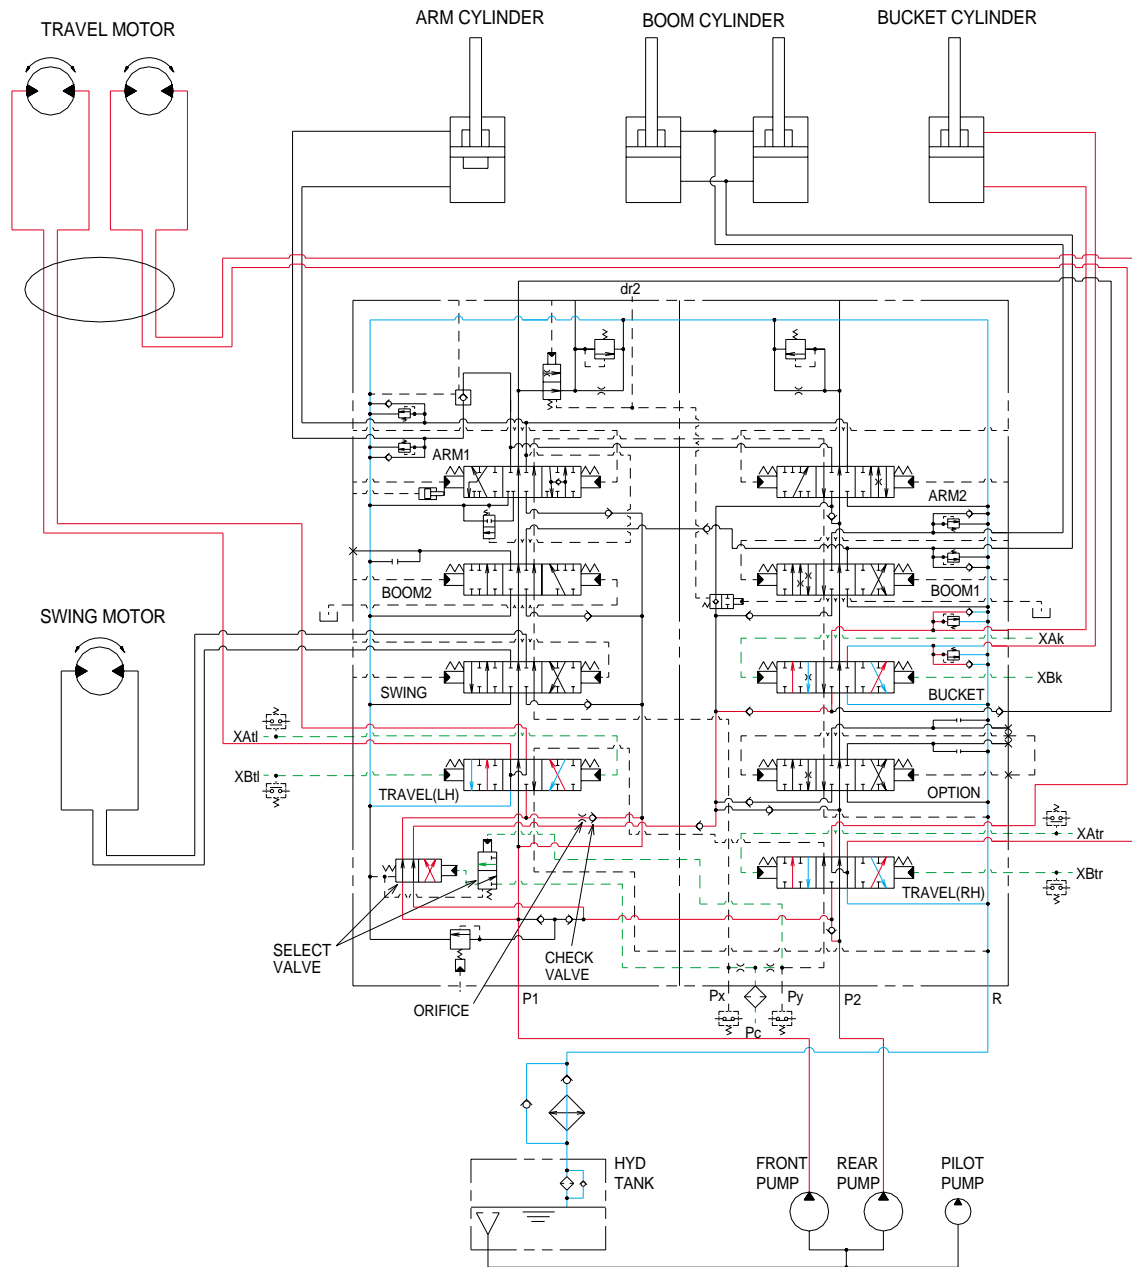 ARM CYLINDER
BOOM CYLINDER
BUCKET CYLINDER
TRAVEL MOTOR
dr2
ARM1
ARM2
BOOM2
BOOM1
SWING MOTOR
XAk
SWING
XBk
BUCKET
XAtl
XBtl
TRAVEL(LH)
OPTION
XAtr
XBtr
TRAVEL(RH)
SELECT
VALVE
CHECK
VALVE
ORIFICE
P1
Px
Py
P2
R
Pc
HYD
TANK
FRONT
PUMP
REAR
PUMP
PILOT
PUMP